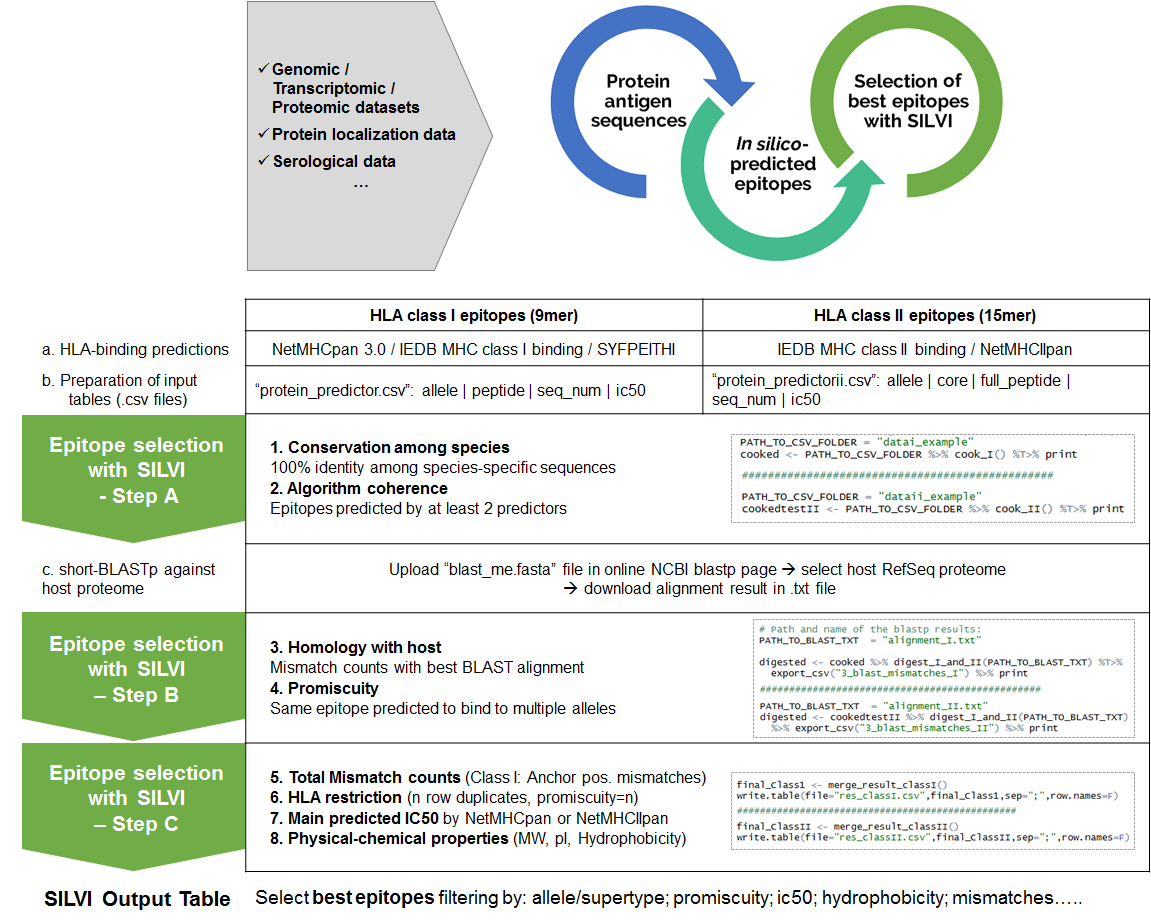 ✓ Genomic /
Transcriptomic /
Proteomic datasets
✓ Protein localization data
✓ Serological data
...
Protein
antigen
sequences
In silico-
predicted
epitopes
Selection of
best epitopes
with SILVI
HLA class I epitopes (9mer)
HLA class II epitopes (15mer)
a. HLA-binding predictions
NetMHCpan 3.0 / IEDB MHC class I binding / SYFPEITHI
IEDB MHC class II binding / NetMHCIIpan
b. Preparation of input
tables (.csv files)
“protein_predictor.csv”: allele | peptide | seq_num | ic50
“protein_predictorii.csv”: allele | core | full_peptide |
seq_num | ic50
Epitope selection
with SILVI
- Step A
1. Conservation among species
100% identity among species-specific sequences
2. Algorithm coherence
Epitopes predicted by at least 2 predictors
PATH_TO_CSV_FOLDER = "datai_example"
cooked <- PATH_TO_CSV_FOLDER %>% cook_I() %T>% print
################################################
PATH_TO_CSV_FOLDER = "dataii_example"
cookedtestII <- PATH_TO_CSV_FOLDER %>% cook_II() %T>% print
c. short-BLASTp against
host proteome
Upload “blast_me.fasta” file in online NCBI blastp page → select host RefSeq proteome
→ download alignment result in .txt file
Epitope selection
with SILVI
– Step B
3. Homology with host
Mismatch counts with best BLAST alignment
4. Promiscuity
Same epitope predicted to bind to multiple alleles
# Path and name of the blastp results:
PATH_TO_BLAST_TXT = "alignment_I.txt"
digested <- cooked %>% digest_I_and_II(PATH_TO_BLAST_TXT) %T>%
export_csv("3_blast_mismatches_I") %>% print
###########################################
PATH_TO_BLAST_TXT = "alignment_II.txt"
digested <- cookedtestII %>% digest_I_and_II(PATH_TO_BLAST_TXT)
%>% export_csv("3_blast_mismatches_II") %>% print
Epitope selection
with SILVI
– Step C
5. Total Mismatch counts (Class I: Anchor pos. mismatches)
6. HLA restriction (n row duplicates, promiscuity=n)
7. Main predicted IC50 by NetMHCpan or NetMHCIIpan
8. Physical-chemical properties (MW, pI, Hydrophobicity)
final_Class1 <- merge_result_classI()
write.table(file="res_classI.csv",final_Class1,sep=";",row.names=F)
###########################################
final_ClassII <- merge_result_classII()
write.table(file="res_classII.csv",final_ClassII,sep=";",row.names=F)
SILVI Output Table
Select best epitopes filtering by: allele/supertype; promiscuity; ic50; hydrophobicity; mismatches.....